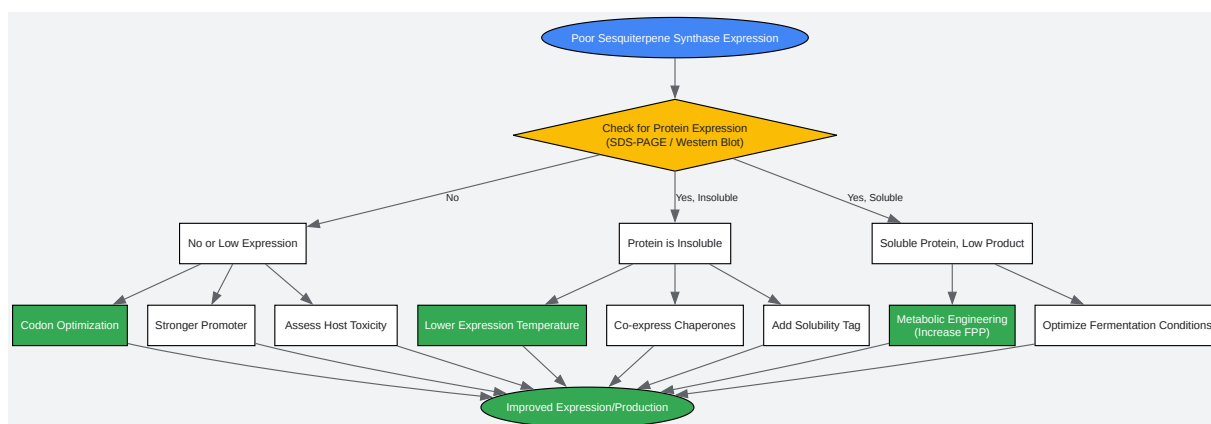 Poor Sesquiterpene Synthase Expression
Check for Protein Expression
(SDS-PAGE / Western Blot)
No
Yes, Insoluble
Yes, Soluble
No or Low Expression
Protein is Insoluble
Soluble Protein, Low Product
Codon Optimization
Stronger Promoter
Assess Host Toxicity
Lower Expression Temperature
Co-express Chaperones
Add Solubility Tag
Metabolic Engineering
(Increase FPP)
Optimize Fermentation Conditions
Improved Expression/Production